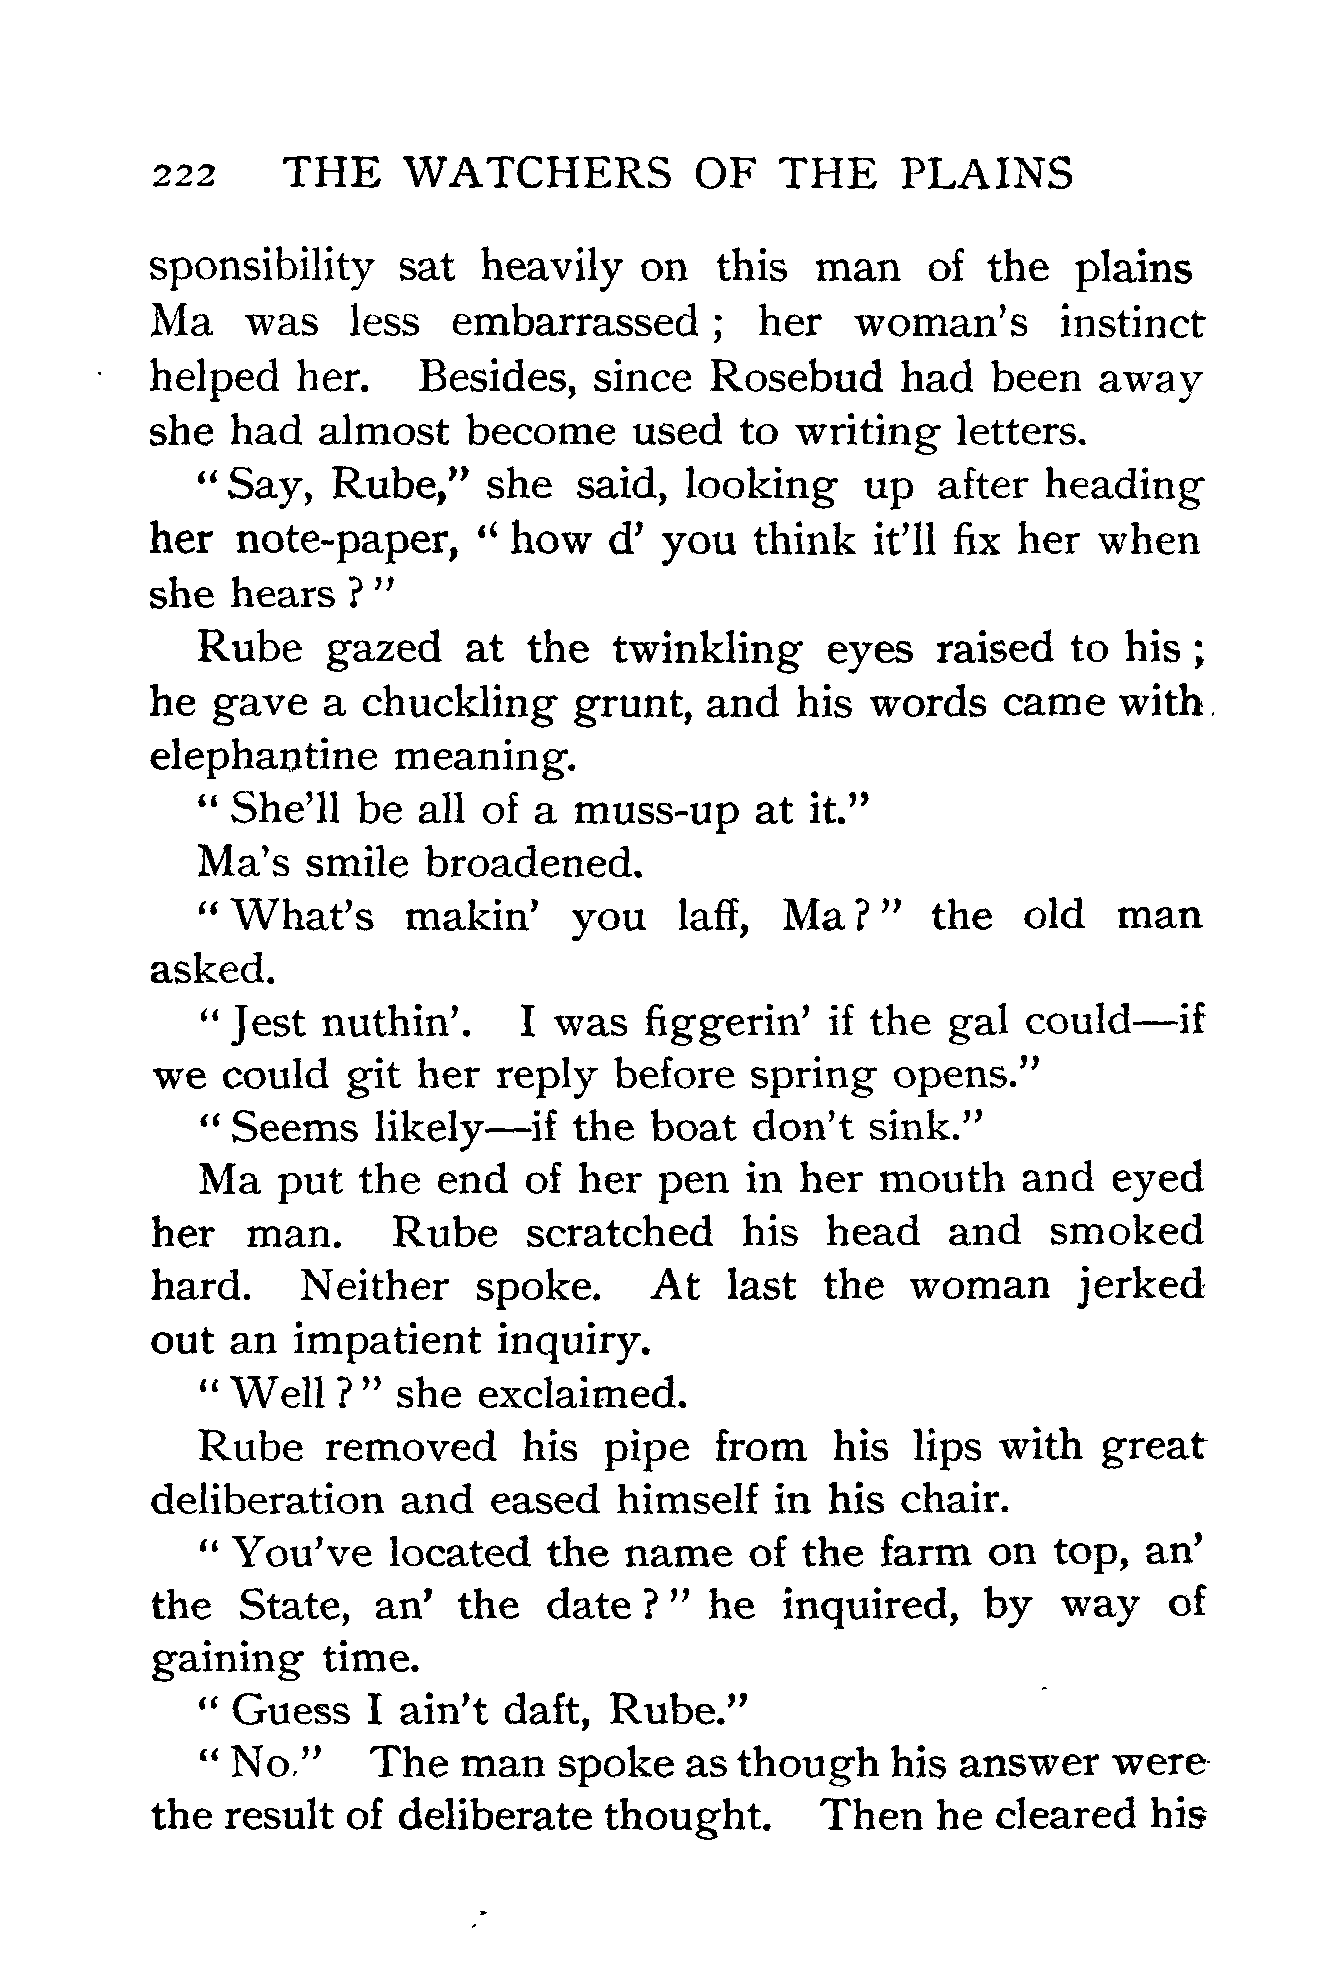 222 THE WATCHERS OF THE PLAINS
sponsibility sat heavily on this man of the plains
Ma was less embarrassed ; her woman's instinct
helped her. Besides, since Rosebud had been away
she had almost become used to writing letters.
“ Say, Rube,” she said, looking up after heading
her note-paper, “ how d' you think it'll fix her when
she hears ? ”
Rube gazed at the twinkling eyes raised to his ;
he gave a chuckling grunt, and his words came with
elephantine meaning.
“ She'll be all of a muss-up at it.”
Ma's smile broadened.
“ What's makin' you laff, Ma ? ” the old man
asked.
“ Jest nuthin'. I was figgerin' if the gal could—if
we could git her reply before spring opens.”
“ Seems likely—if the boat don't sink.”
Ma put the end of her pen in her mouth and eyed
her man. Rube scratched his head and smoked
hard. Neither spoke. At last the woman jerked
out an impatient inquiry.
“ Well ? ” she exclaimed.
Rube removed his pipe from his lips with great
deliberation and eased himself in his chair.
“ You've located the name of the farm on top, an'
the State, an' the date ? ” he inquired, by way of
gaining time.
“ Guess I ain't daft, Rube.”
“ No.” The man spoke as though his answer were
the result of deliberate thought. Then he cleared his